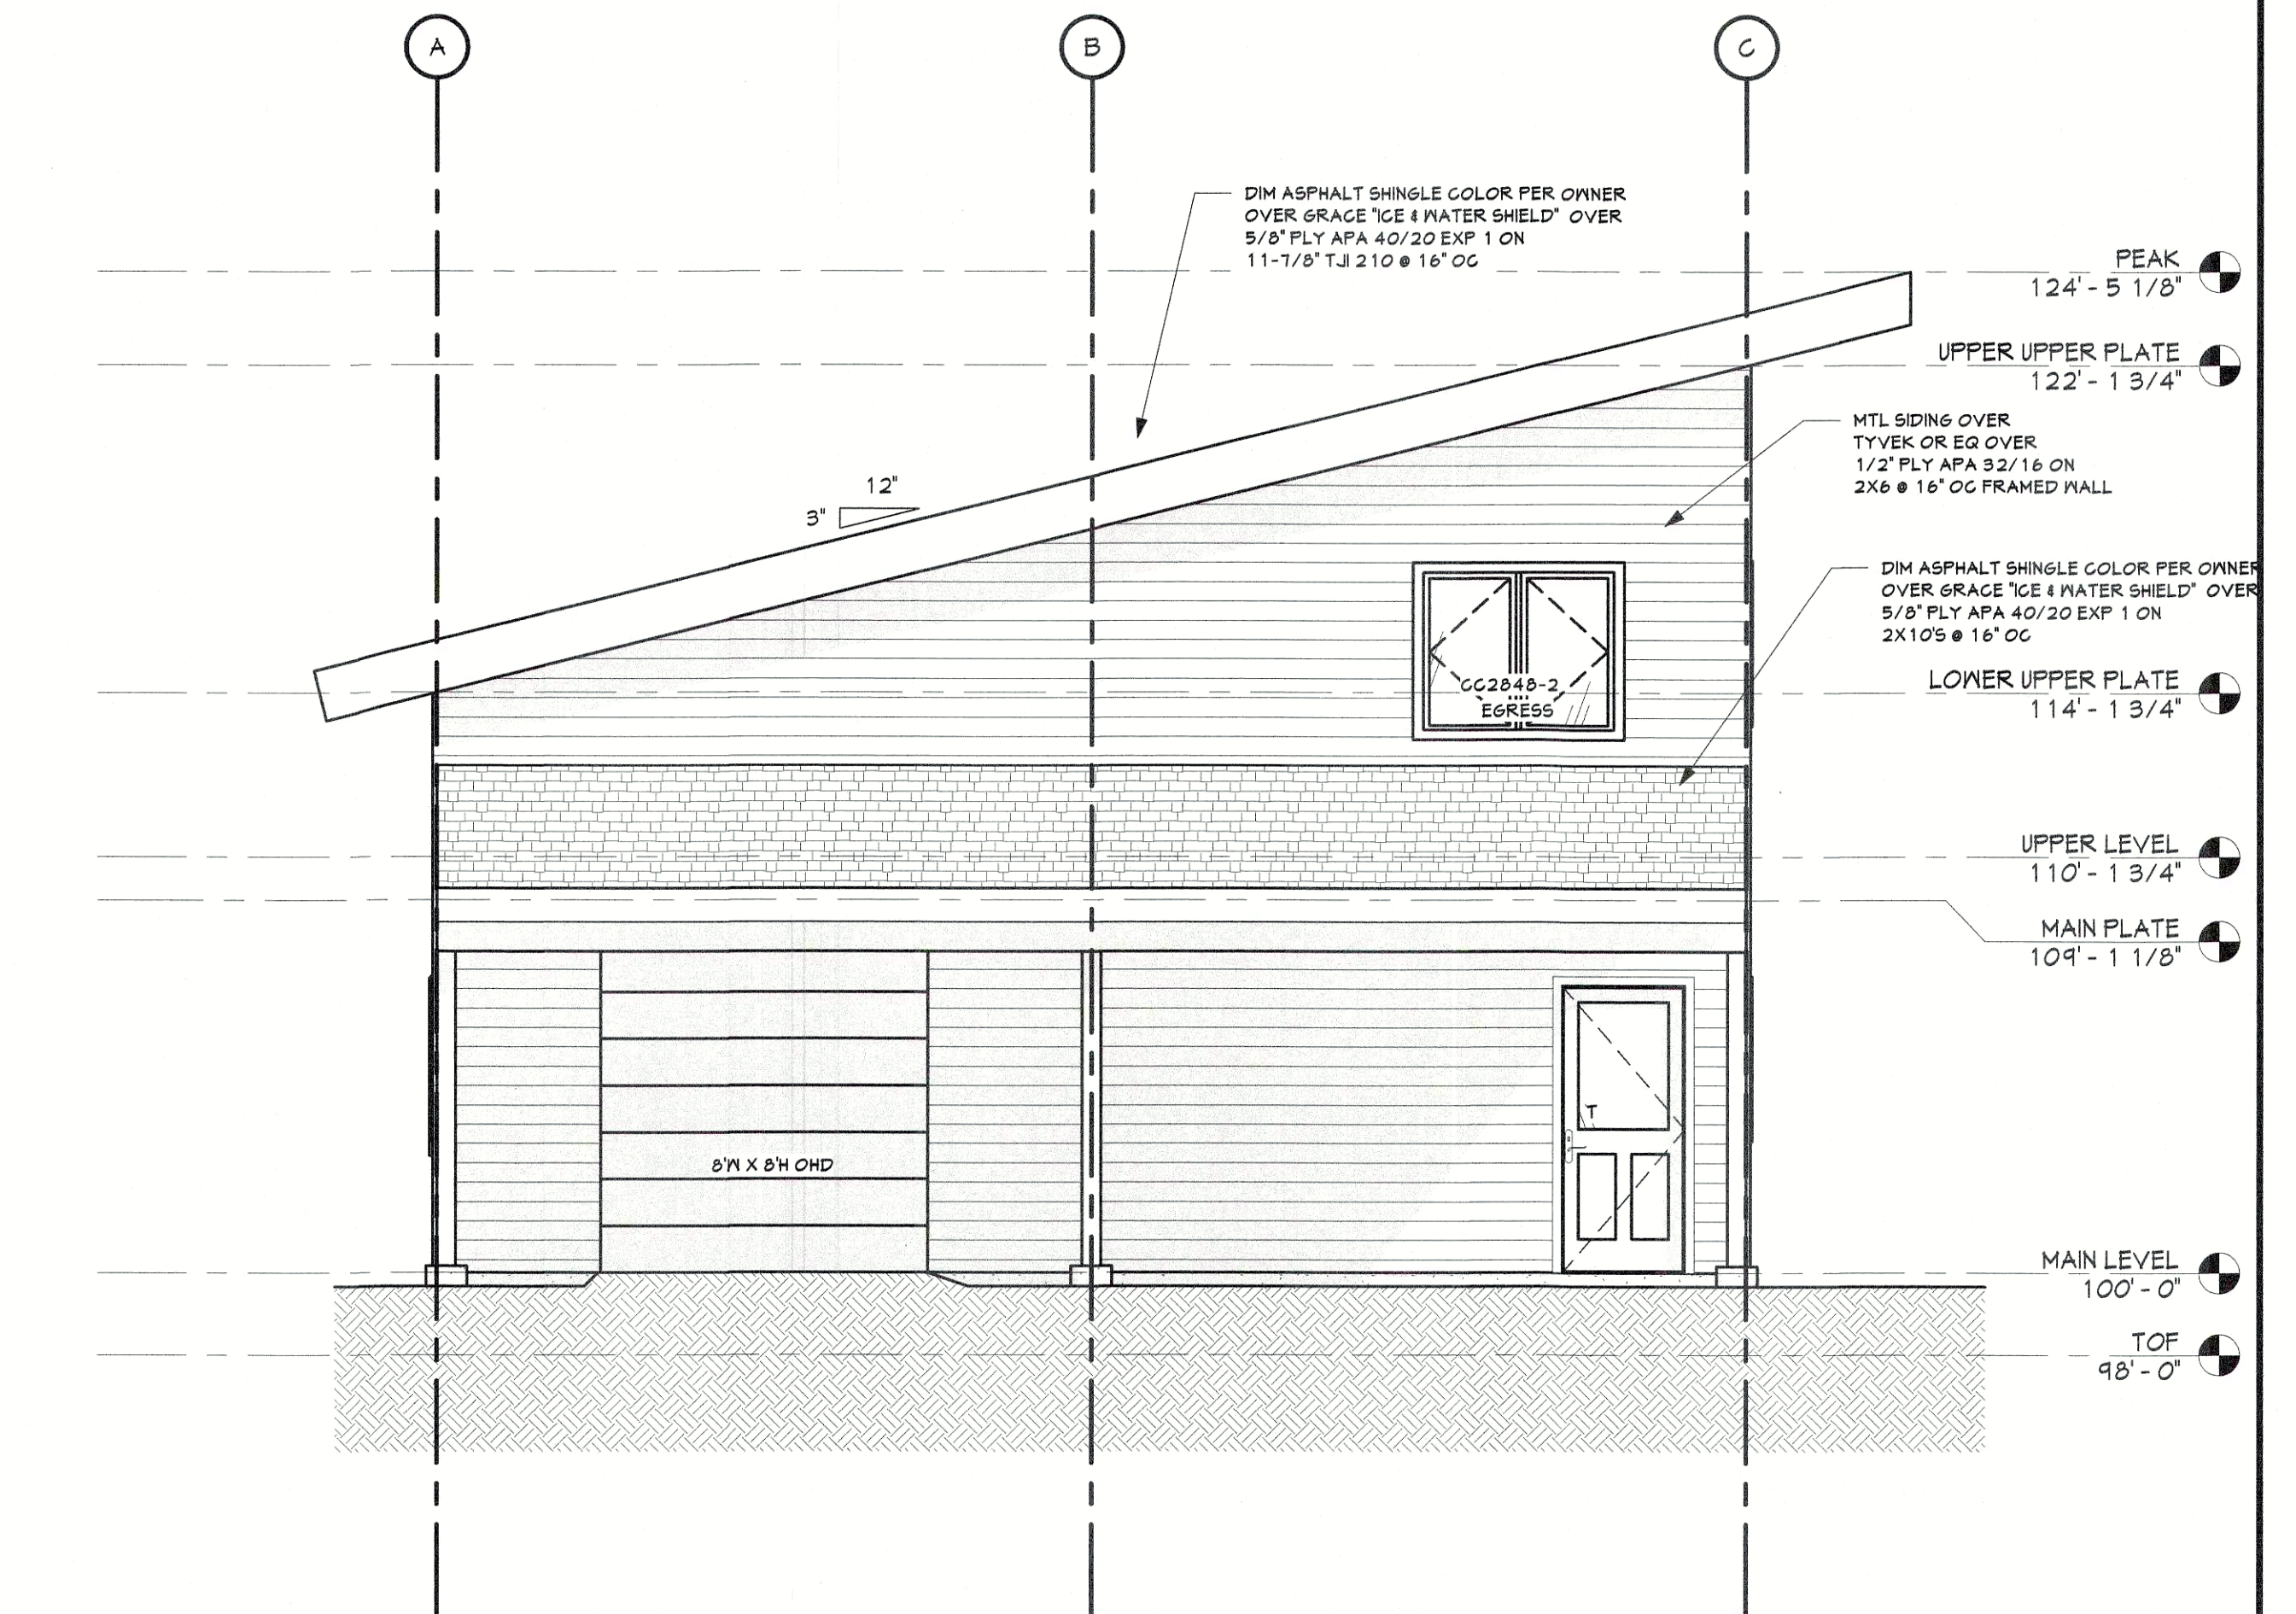 A
B
C
DIM ASPHALT SHINGLE COLOR PER OWNER
OVER GRACE "ICE & WATER SHIELD" OVER
5/8" PLY APA 40/20 EXP 1 ON
11-7/8" TJI 210 @ 16" OC
PEAK
124' - 5 1/8"
UPPER UPPER PLATE
122' - 1 3/4"
MTL SIDING OVER
TYVEK OR EQ OVER
1/2" PLY APA 32/16 ON
2X6 @ 16" OC FRAMED WALL
12"
3"
DIM ASPHALT SHINGLE COLOR PER OWNER
OVER GRACE "ICE & WATER SHIELD" OVER
5/8" PLY APA 40/20 EXP 1 ON
2X10'S @ 16" OC
CC2848-2
EGRESS
LOWER UPPER PLATE
114' - 1 3/4"
UPPER LEVEL
110' - 1 3/4"
MAIN PLATE
109' - 1 1/8"
T
8'W X 8'H OHD
MAIN LEVEL
100' - 0"
TOF
98' - 0"